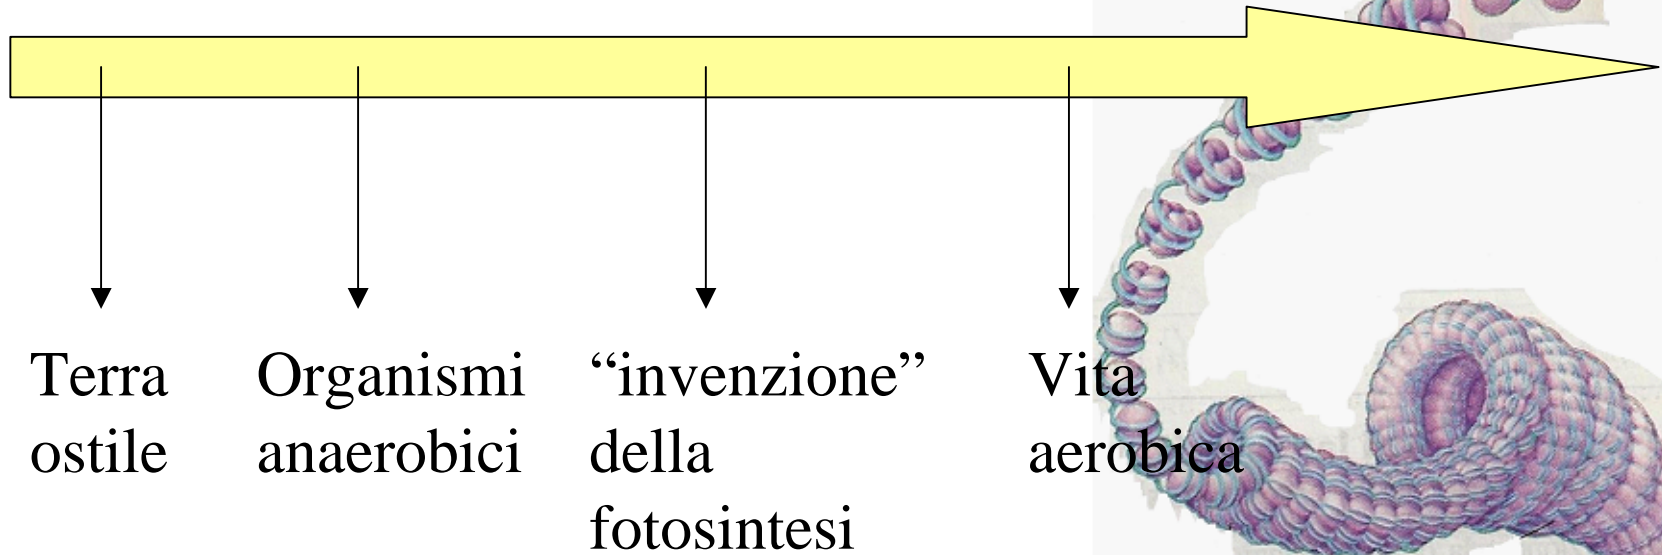 Terra
ostile
Organismi
anaerobici
“invenzione”
della
fotosintesi
Vita
aerobica